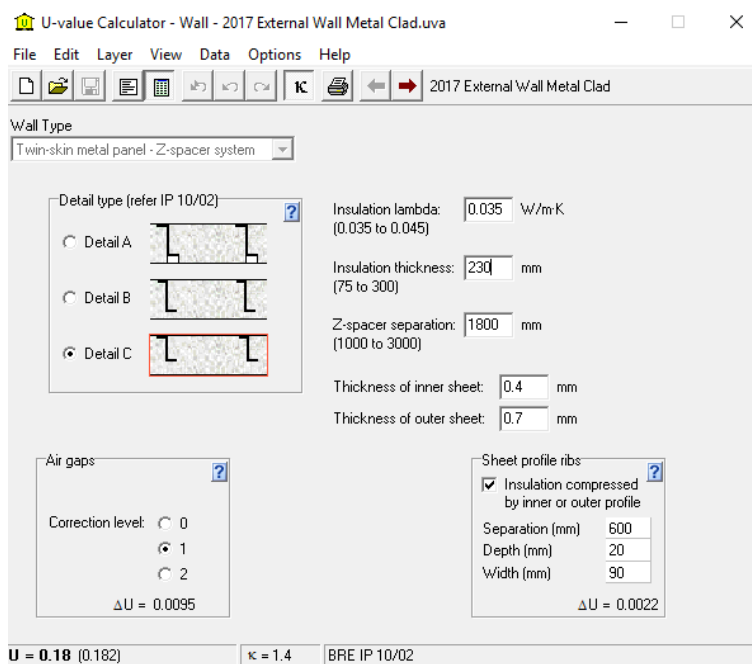 U-value Calculator - Wall - 2017 External Wall Metal Clad.uva
File Edit Layer View Data Options Help
κ 2017 External Wall Metal Clad
Wall Type
Twin-skin metal panel - Z-spacer system
Detail type (refer IP 10/02)
?
Detail A
Detail B
Detail C
Insulation lambda: 0.035 W/m·K
(0.035 to 0.045)
Insulation thickness: 230 mm
(75 to 300)
Z-spacer separation: 1800 mm
(1000 to 3000)
Thickness of inner sheet: 0.4 mm
Thickness of outer sheet: 0.7 mm
Air gaps
?
Correction level: 0
1
2
ΔU = 0.0095
Sheet profile ribs
?
Insulation compressed
by inner or outer profile
Separation (mm) 600
Depth (mm) 20
Width (mm) 90
ΔU = 0.0022
U = 0.18 (0.182) κ = 1.4 BRE IP 10/02